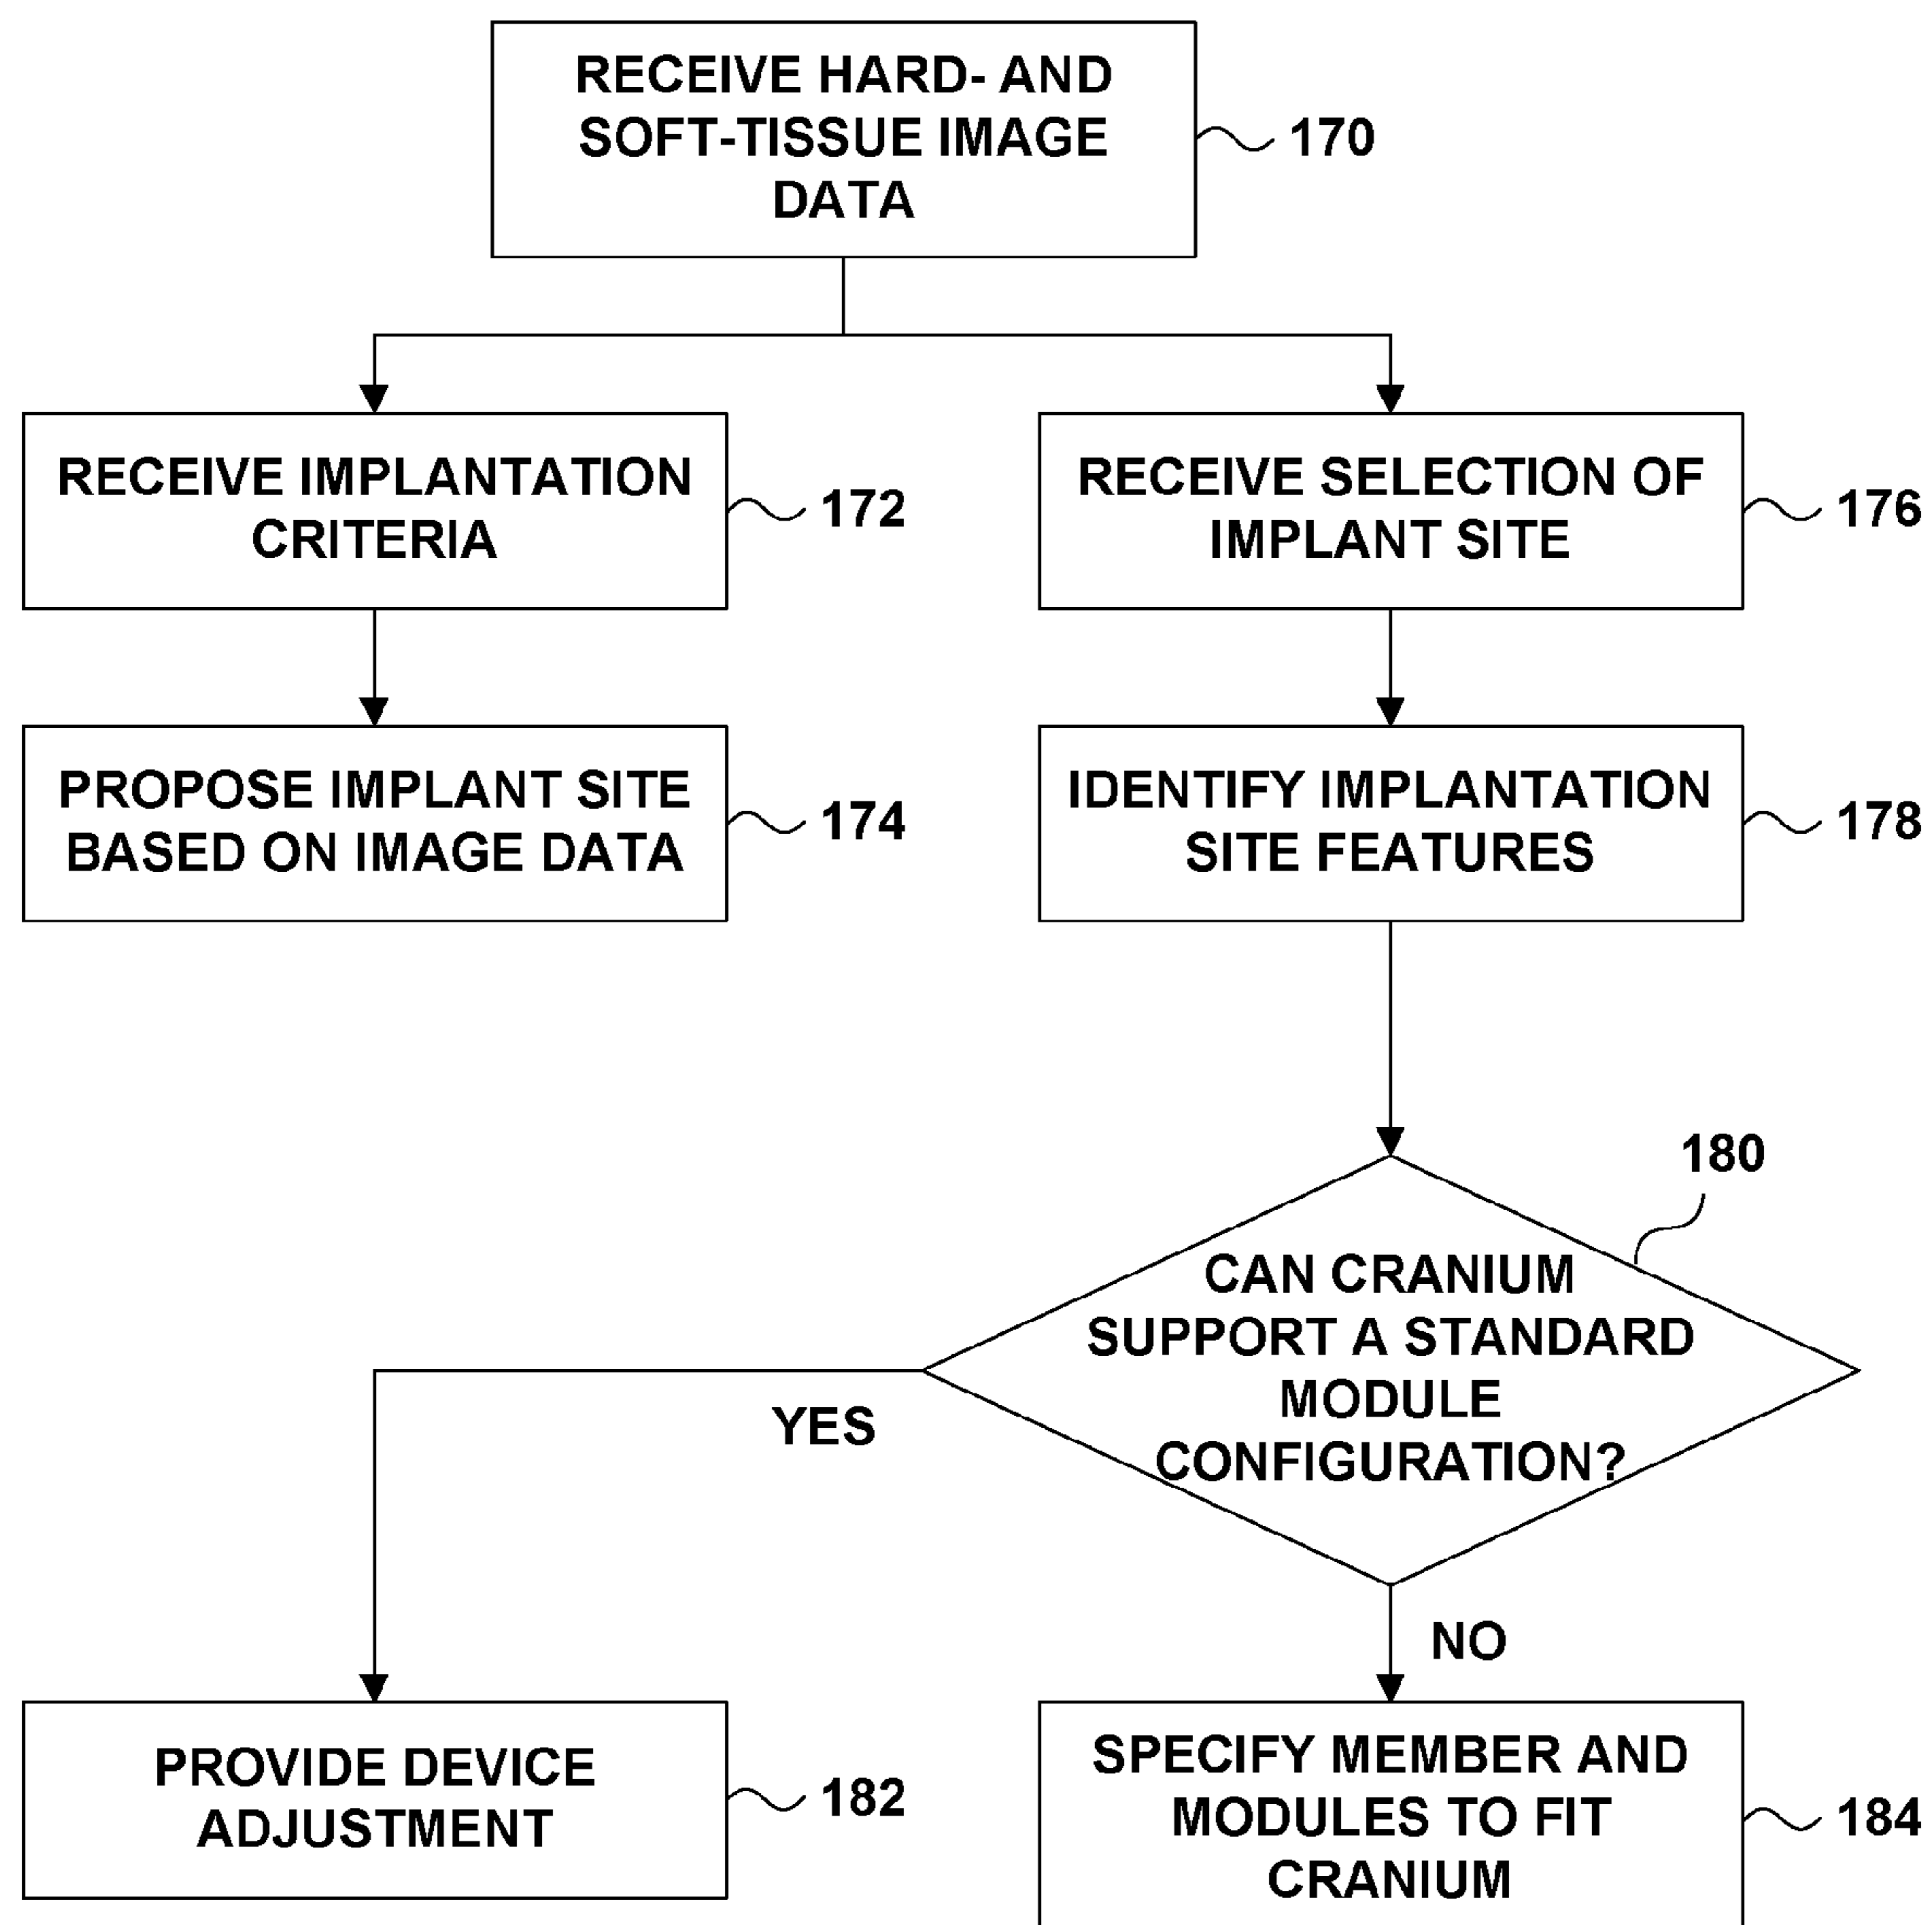 RECEIVE HARD- AND
SOFT-TISSUE IMAGE
DATA
170
RECEIVE IMPLANTATION
CRITERIA
172
RECEIVE SELECTION OF
IMPLANT SITE
176
PROPOSE IMPLANT SITE
BASED ON IMAGE DATA
174
IDENTIFY IMPLANTATION
SITE FEATURES
178
180
CAN CRANIUM
SUPPORT A STANDARD
MODULE
CONFIGURATION?
YES
NO
PROVIDE DEVICE
ADJUSTMENT
182
SPECIFY MEMBER AND
MODULES TO FIT
CRANIUM
184